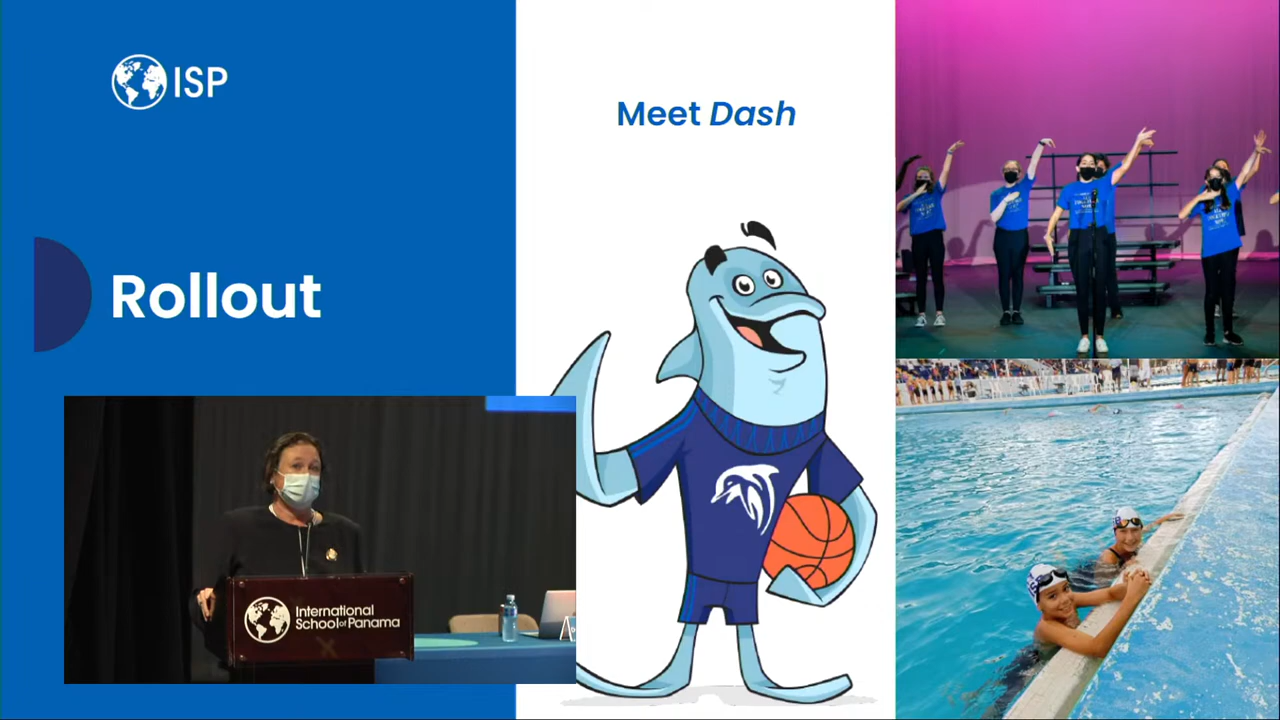 ISP
Meet Dash
Rollout
International
School of Panama